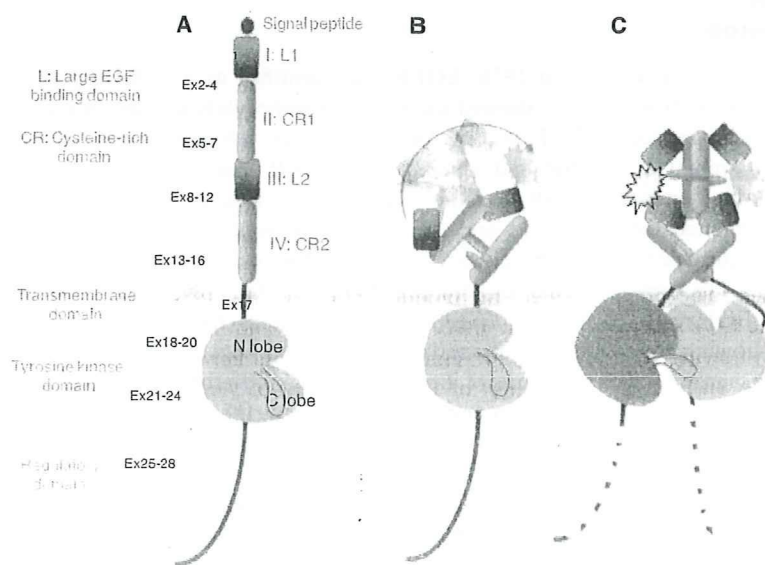 A
B
C
Signal peptide
I: L1
L: Large EGF
binding domain
Ex2-4
II: CR1
CR: Cysteine-rich
domain
Ex5-7
III: L2
Ex8-12
IV: CR2
Ex13-16
Transmembrane
domain
Ex17
Ex18-20
N lobe
Tyrosine kinase
domain
Ex21-24
C lobe
Ex25-28
Regulatory
domain